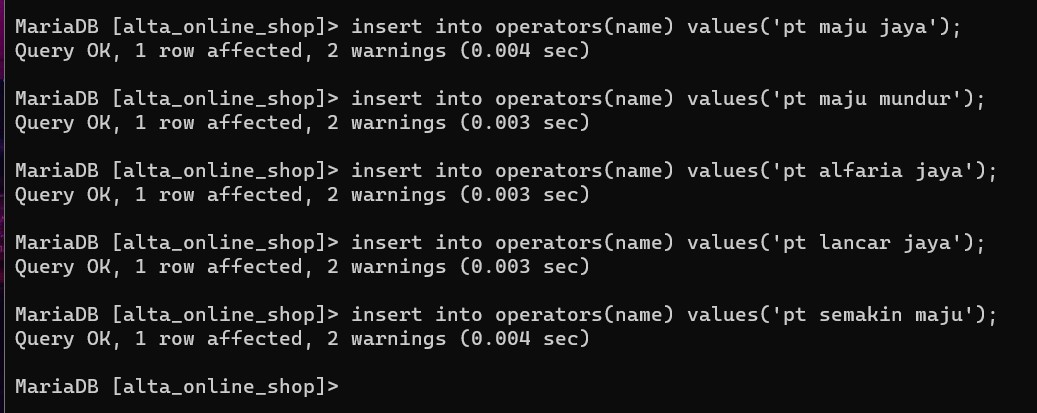 MariaDB [alta_online_shop]> insert into operators(name) values('pt maju jaya');
Query OK, 1 row affected, 2 warnings (0.004 sec)
MariaDB [alta_online_shop]> insert into operators(name) values('pt maju mundur');
Query OK, 1 row affected, 2 warnings (0.003 sec)
MariaDB [alta_online_shop]> insert into operators(name) values('pt alfaria jaya');
Query OK, 1 row affected, 2 warnings (0.003 sec)
MariaDB [alta_online_shop]> insert into operators(name) values('pt lancar jaya');
Query OK, 1 row affected, 2 warnings (0.003 sec)
MariaDB [alta_online_shop]> insert into operators(name) values('pt semakin maju');
Query OK, 1 row affected, 2 warnings (0.004 sec)
MariaDB [alta_online_shop]>